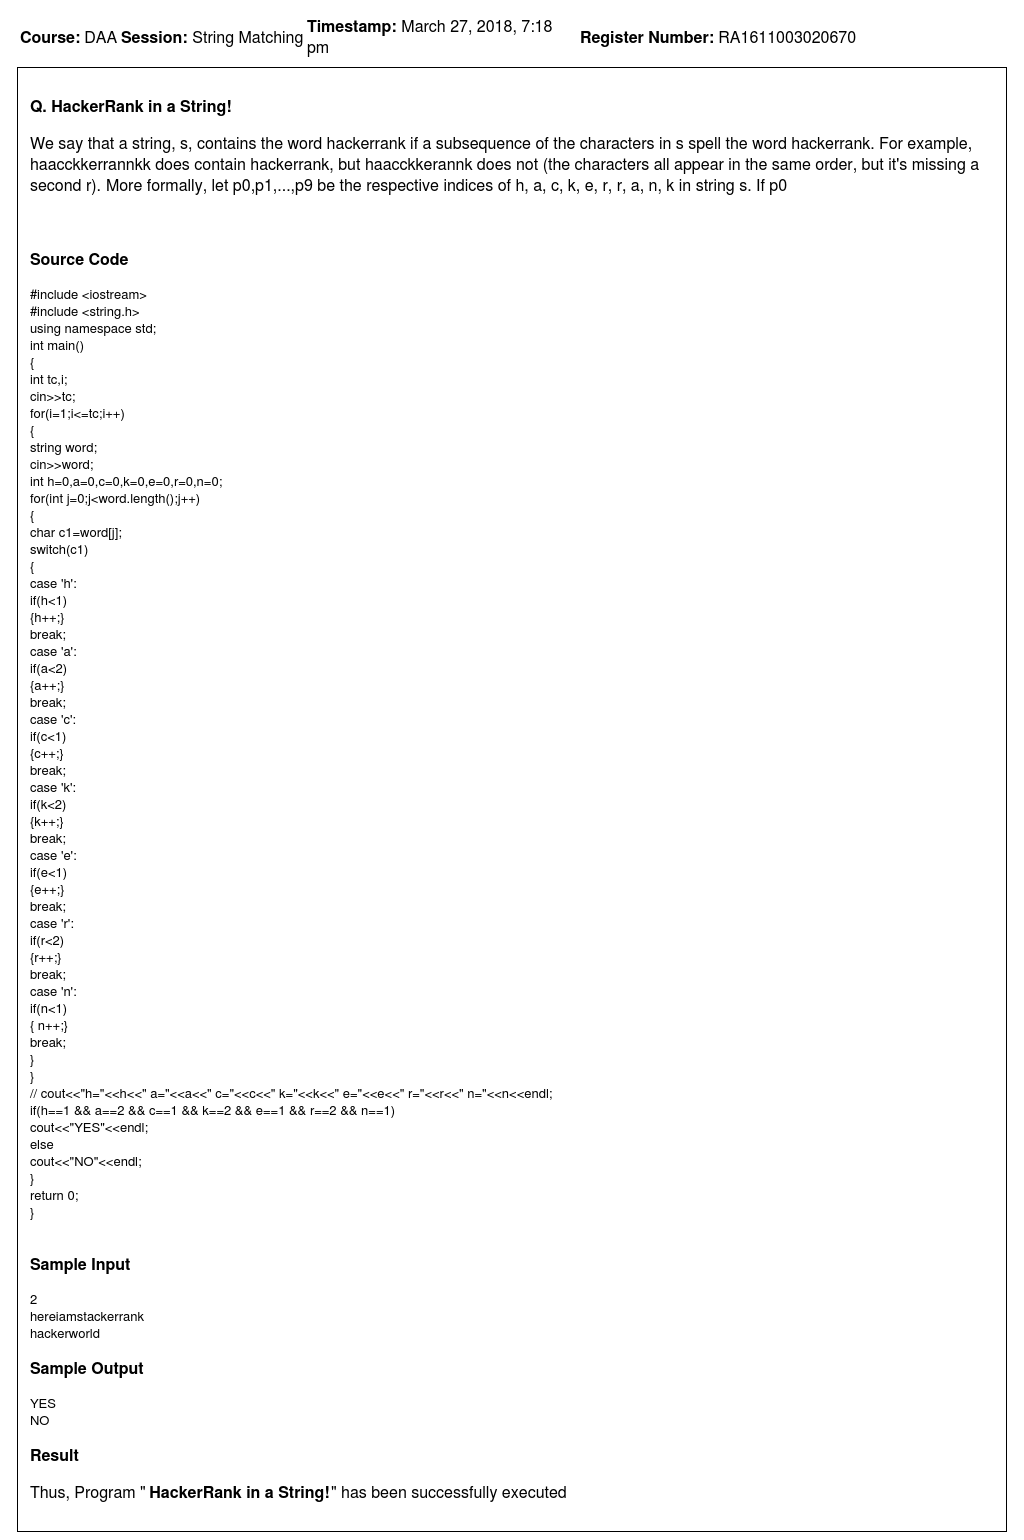 Course: DAA Session: String Matching Timestamp: March 27, 2018, 7:18 pm Register Number: RA1611003020670
Q. HackerRank in a String!
We say that a string, s, contains the word hackerrank if a subsequence of the characters in s spell the word hackerrank. For example,
haacckkerrannkk does contain hackerrank, but haacckkerannk does not (the characters all appear in the same order, but it's missing a
second r). More formally, let p0,p1,...,p9 be the respective indices of h, a, c, k, e, r, r, a, n, k in string s. If p0
Source Code
#include <iostream>
#include <string.h>
using namespace std;
int main()
{
int tc,i;
cin>>tc;
for(i=1;i<=tc;i++)
{
string word;
cin>>word;
int h=0,a=0,c=0,k=0,e=0,r=0,n=0;
for(int j=0;j<word.length();j++)
{
char c1=word[j];
switch(c1)
{
case 'h':
if(h<1)
{h++;}
break;
case 'a':
if(a<2)
{a++;}
break;
case 'c':
if(c<1)
{c++;}
break;
case 'k':
if(k<2)
{k++;}
break;
case 'e':
if(e<1)
{e++;}
break;
case 'r':
if(r<2)
{r++;}
break;
case 'n':
if(n<1)
{ n++;}
break;
}
}
// cout<<"h="<<h<<" a="<<a<<" c="<<c<<" k="<<k<<" e="<<e<<" r="<<r<<" n="<<n<<endl;
if(h==1 && a==2 && c==1 && k==2 && e==1 && r==2 && n==1)
cout<<"YES"<<endl;
else
cout<<"NO"<<endl;
}
return 0;
}
Sample Input
2
hereiamstackerrank
hackerworld
Sample Output
YES
NO
Result
Thus, Program " HackerRank in a String!" has been successfully executed